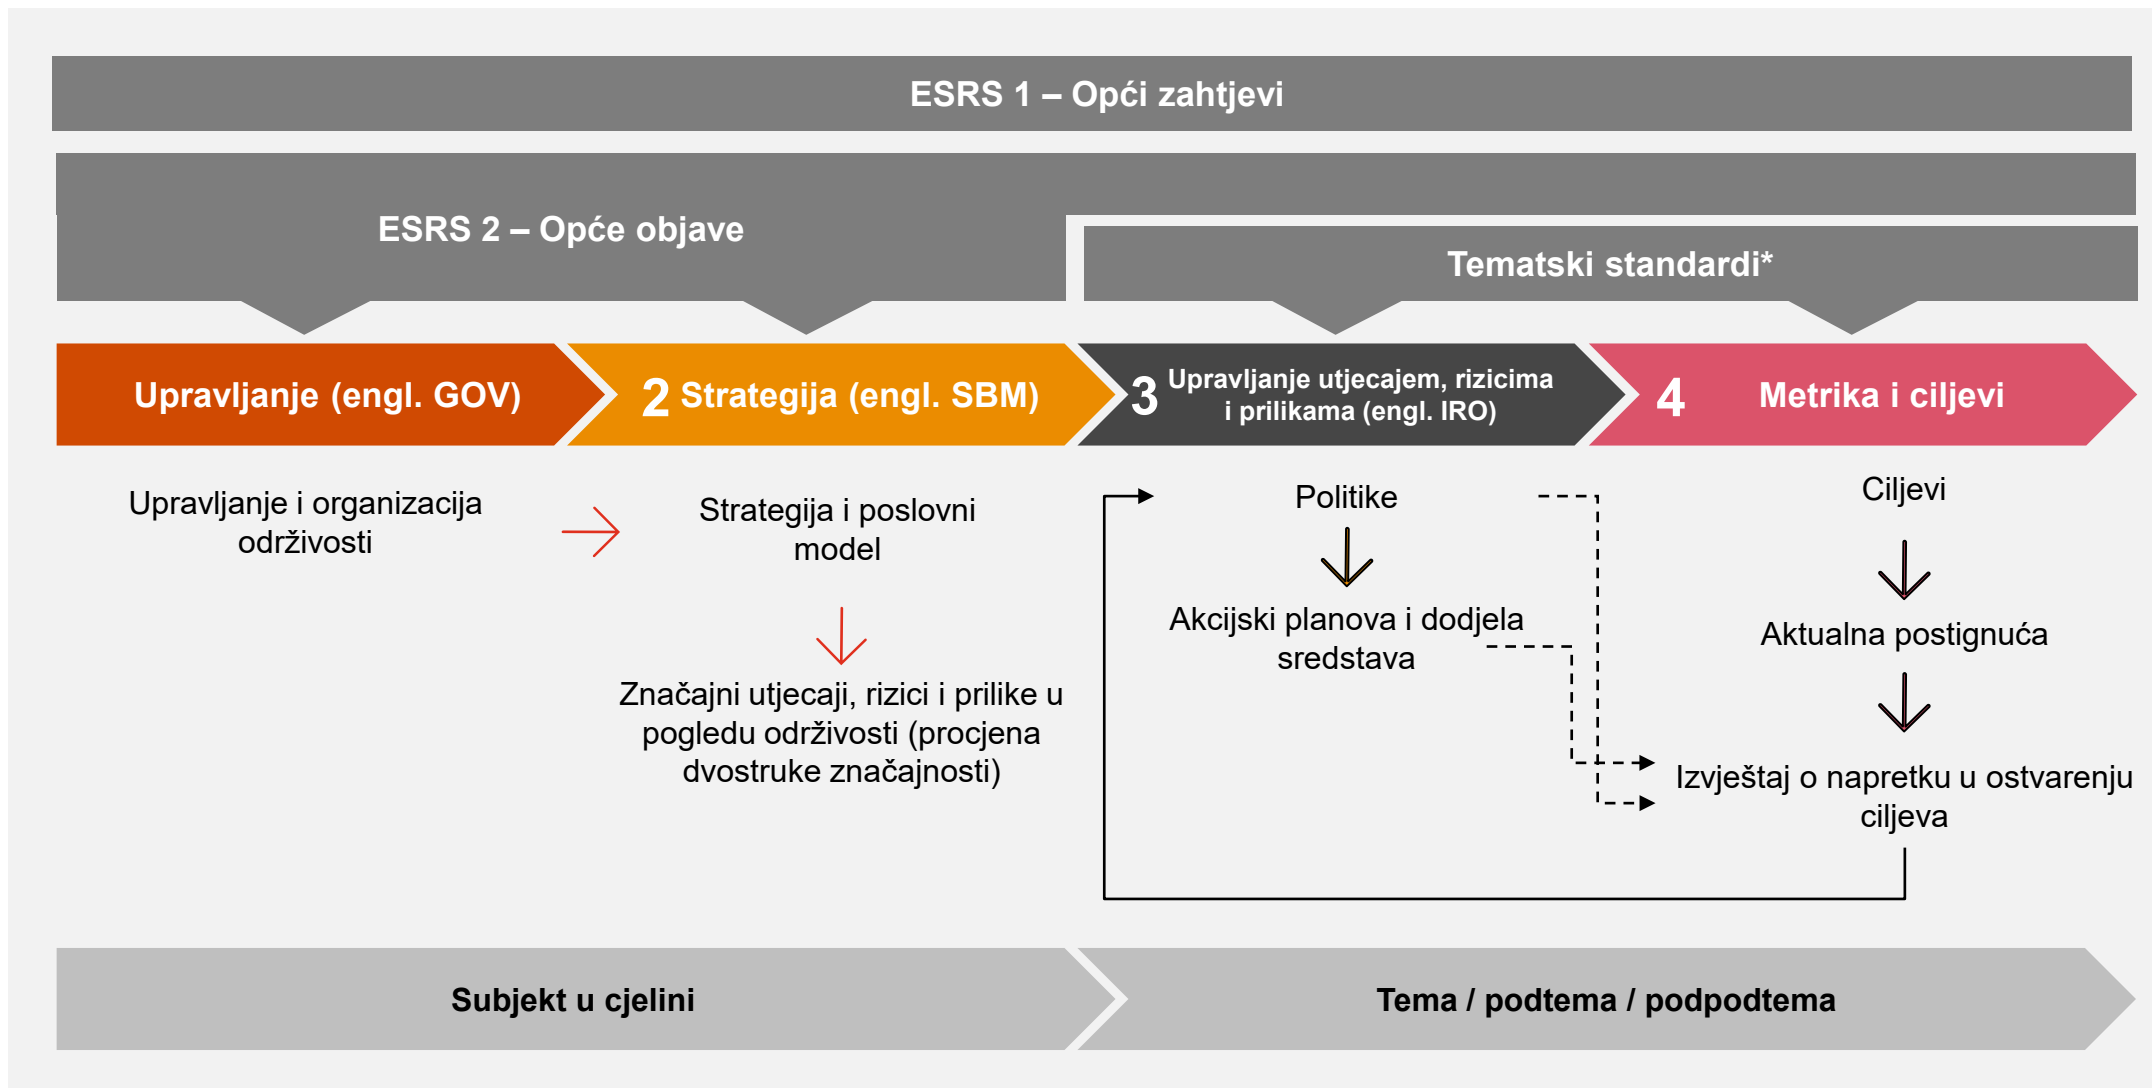 ESRS 1 – Opći zahtjevi
ESRS 2 – Opće objave
Tematski standardi*
Upravljanje (engl. GOV)
2 Strategija (engl. SBM)
3 Upravljanje utjecajem, rizicima
i prilikama (engl. IRO)
4 Metrika i ciljevi
Upravljanje i organizacija
održivosti
Strategija i poslovni
model
Značajni utjecaji, rizici i prilike u
pogledu održivosti (procjena
dvostruke značajnosti)
Politike
Akcijski planova i dodjela
sredstava
Ciljevi
Aktualna postignuća
Izvještaj o napretku u ostvarenju
ciljeva
Subjekt u cjelini
Tema / podtema / podpodtema